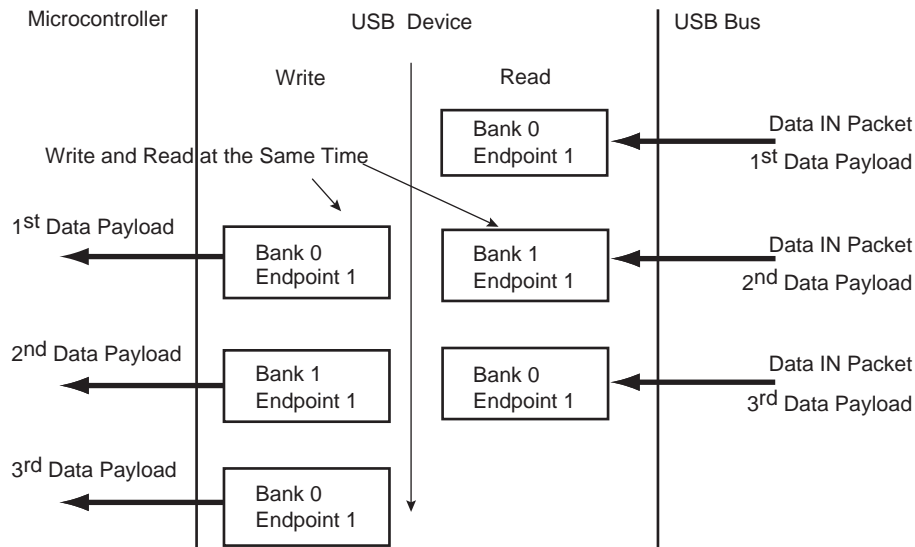 Microcontroller
USB Device
USB Bus
Write
Read
Bank 0
Endpoint 1
Data IN Packet
1st Data Payload
Write and Read at the Same Time
1st Data Payload
Bank 0
Endpoint 1
Bank 1
Endpoint 1
Data IN Packet
2nd Data Payload
2nd Data Payload
Bank 1
Endpoint 1
Bank 0
Endpoint 1
Data IN Packet
3rd Data Payload
3rd Data Payload
Bank 0
Endpoint 1